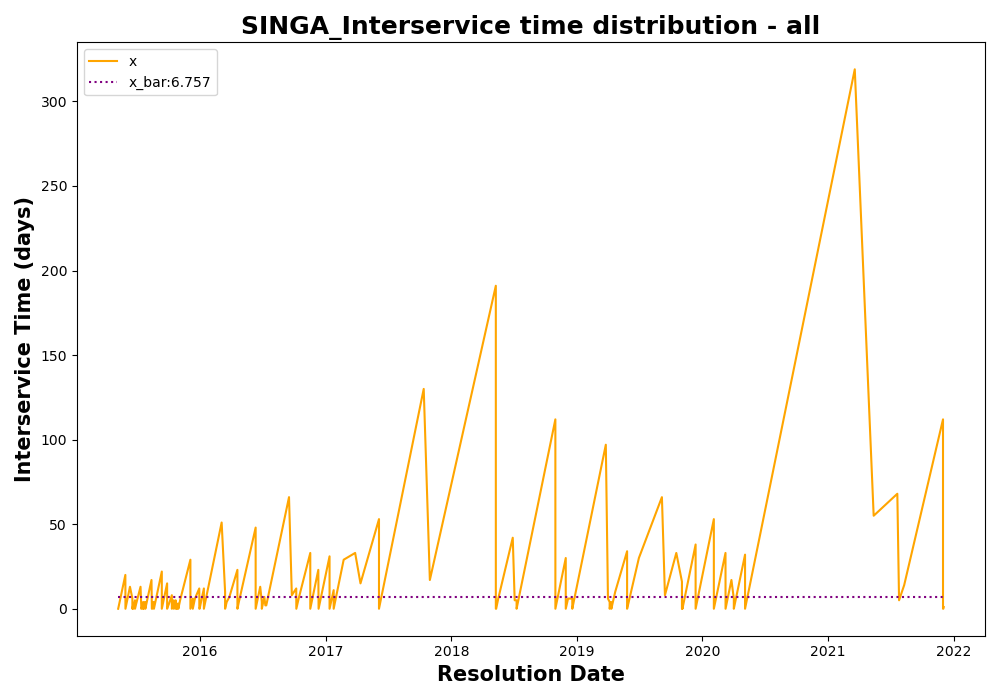 SINGA_Interservice time distribution - all
x
x_bar:6.757
Interservice Time (days)
300
250
200
150
100
50
0
2016 2017 2018 2019 2020 2021 2022
Resolution Date